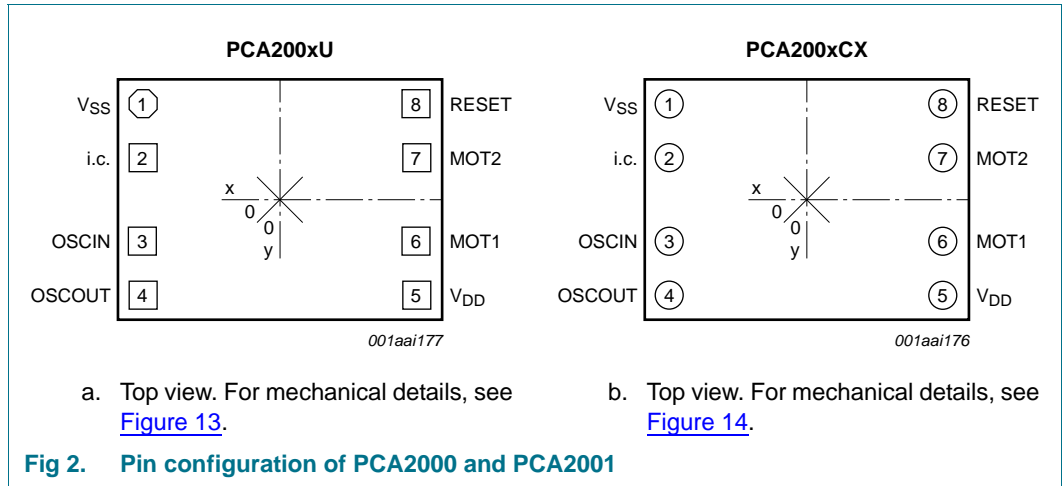 PCA200xU
VSS 1 8 RESET
i.c. 2 7 MOT2
x
0
0
y
OSCIN 3 6 MOT1
OSCOUT 4 5 VDD
001aai177
a. Top view. For mechanical details, see
Figure 13.
PCA200xCX
VSS 1 8 RESET
i.c. 2 7 MOT2
x
0
0
y
OSCIN 3 6 MOT1
OSCOUT 4 5 VDD
001aai176
b. Top view. For mechanical details, see
Figure 14.
Fig 2. Pin configuration of PCA2000 and PCA2001